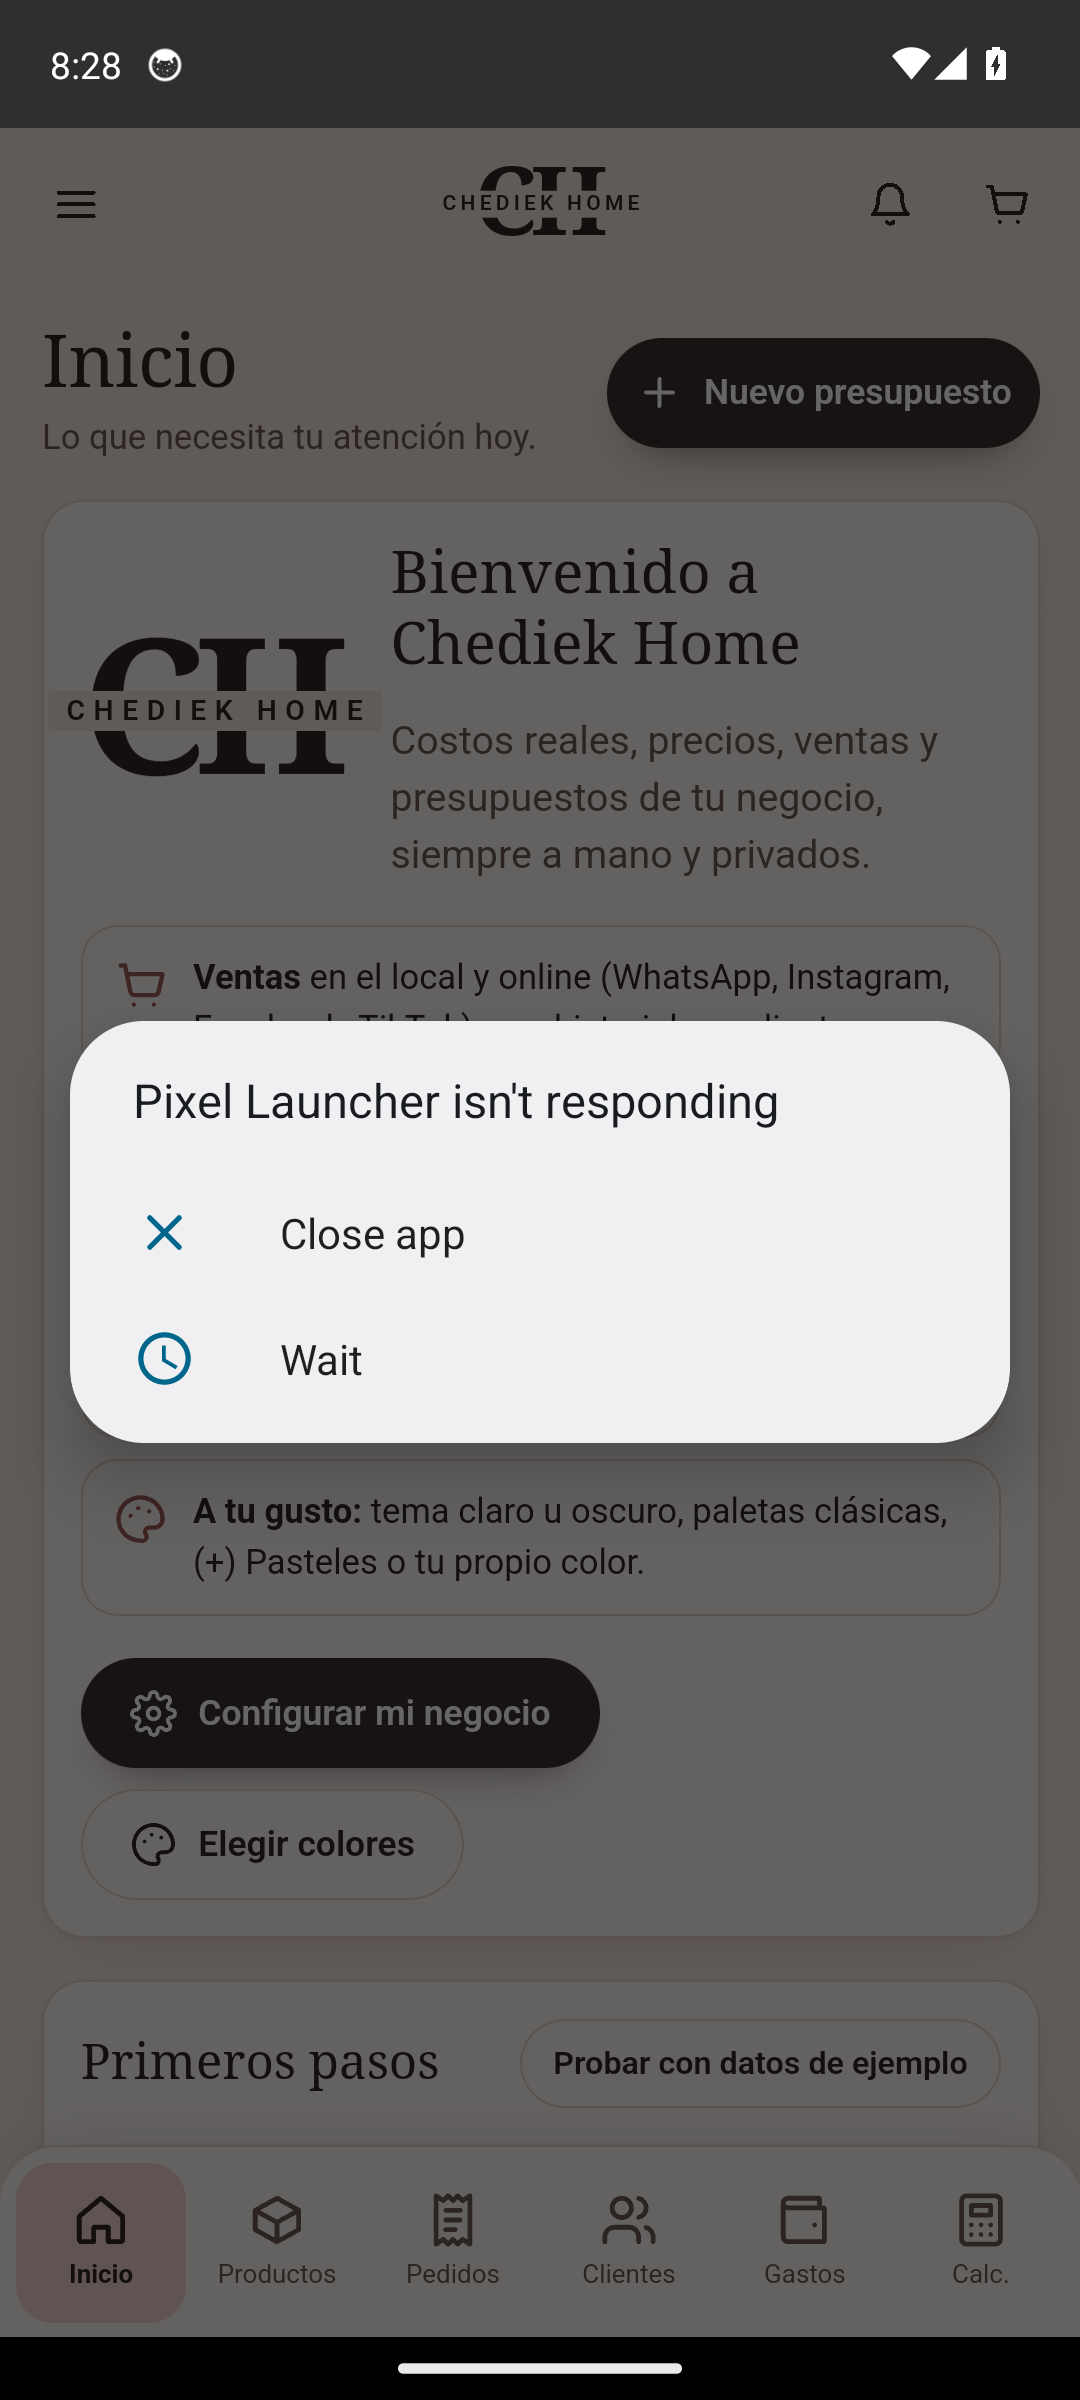 8:28
CHEDIEK HOME
Inicio
Nuevo presupuesto
Lo que necesita tu atención hoy.
CH
CHEDIEK HOME
Bienvenido a
Chediek Home
Costos reales, precios, ventas y
presupuestos de tu negocio,
siempre a mano y privados.
Ventas en el local y online (WhatsApp, Instagram,
Pixel Launcher isn't responding
Close app
Wait
A tu gusto: tema claro u oscuro, paletas clásicas,
(+) Pasteles o tu propio color.
Configurar mi negocio
Elegir colores
Primeros pasos
Probar con datos de ejemplo
Inicio
Productos
Pedidos
Clientes
Gastos
Calc.